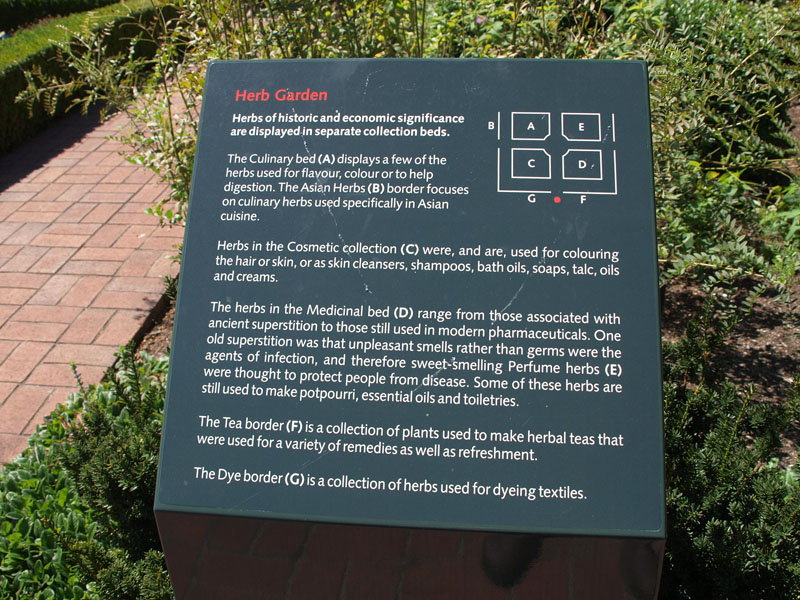 Herb Garden
Herbs of historic and economic significance
are displayed in separate collection beds.
The Culinary bed (A) displays a few of the
herbs used for flavour, colour or to help
digestion. The Asian Herbs (B) border focuses
on culinary herbs used specifically in Asian
cuisine.
B A E
C D
G F
Herbs in the Cosmetic collection (C) were, and are, used for colouring
the hair or skin, or as skin cleansers, shampoos, bath oils, soaps, talc, oils
and creams.
The herbs in the Medicinal bed (D) range from those associated with
ancient superstition to those still used in modern pharmaceuticals. One
old superstition was that unpleasant smells rather than germs were the
agents of infection, and therefore sweet-smelling Perfume herbs (E)
were thought to protect people from disease. Some of these herbs are
still used to make potpourri, essential oils and toiletries.
The Tea border (F) is a collection of plants used to make herbal teas that
were used for a variety of remedies as well as refreshment.
The Dye border (G) is a collection of herbs used for dyeing textiles.